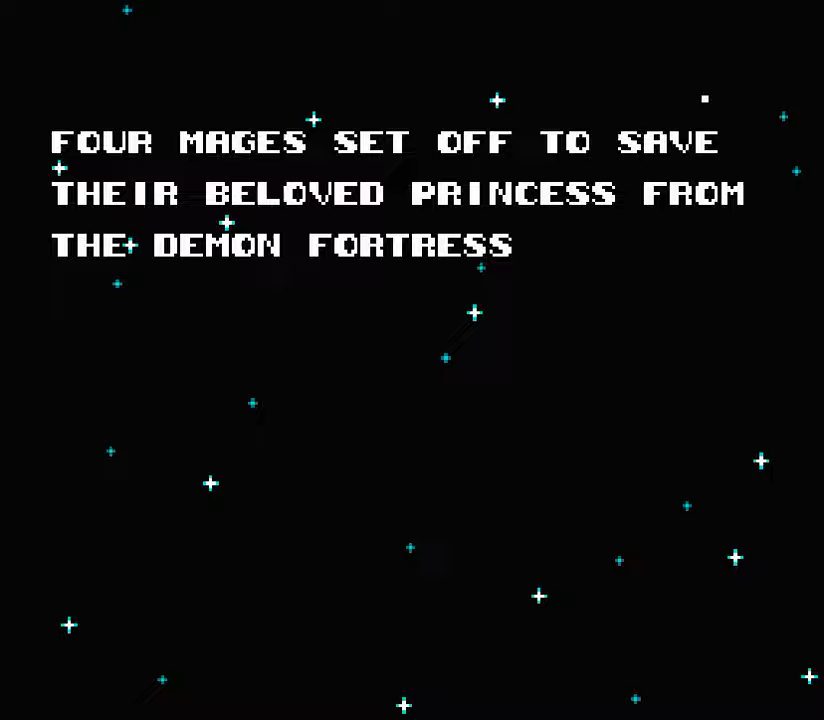 FOUR MAGES SET OFF TO SAVE
THEIR BELOVED PRINCESS FROM
THE DEMON FORTRESS